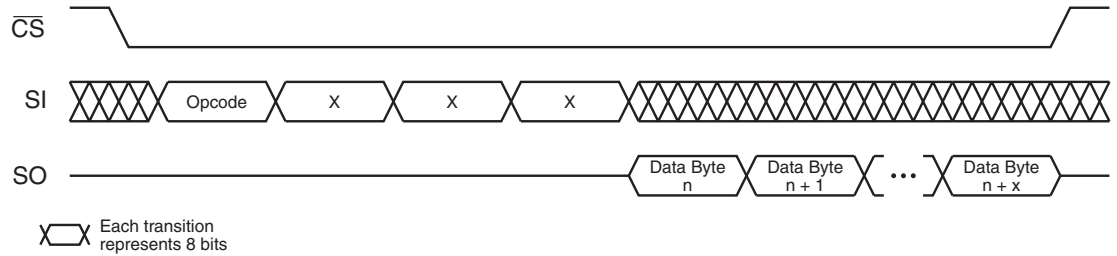 CS
SI
Opcode X X X
SO
Data Byte n Data Byte n + 1 ••• Data Byte n + x
Each transition
represents 8 bits